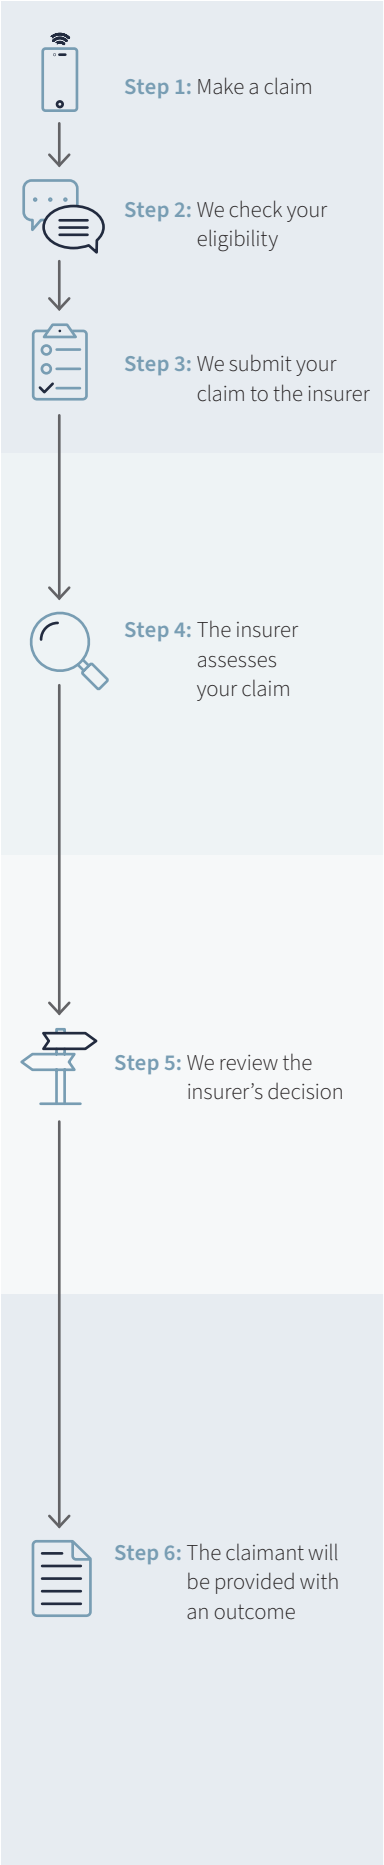 Step 1: Make a claim
Step 2: We check your
eligibility
Step 3: We submit your
claim to the insurer
Step 4: The insurer
assesses
your claim
Step 5: We review the
insurer’s decision
Step 6: The claimant will
be provided with
an outcome